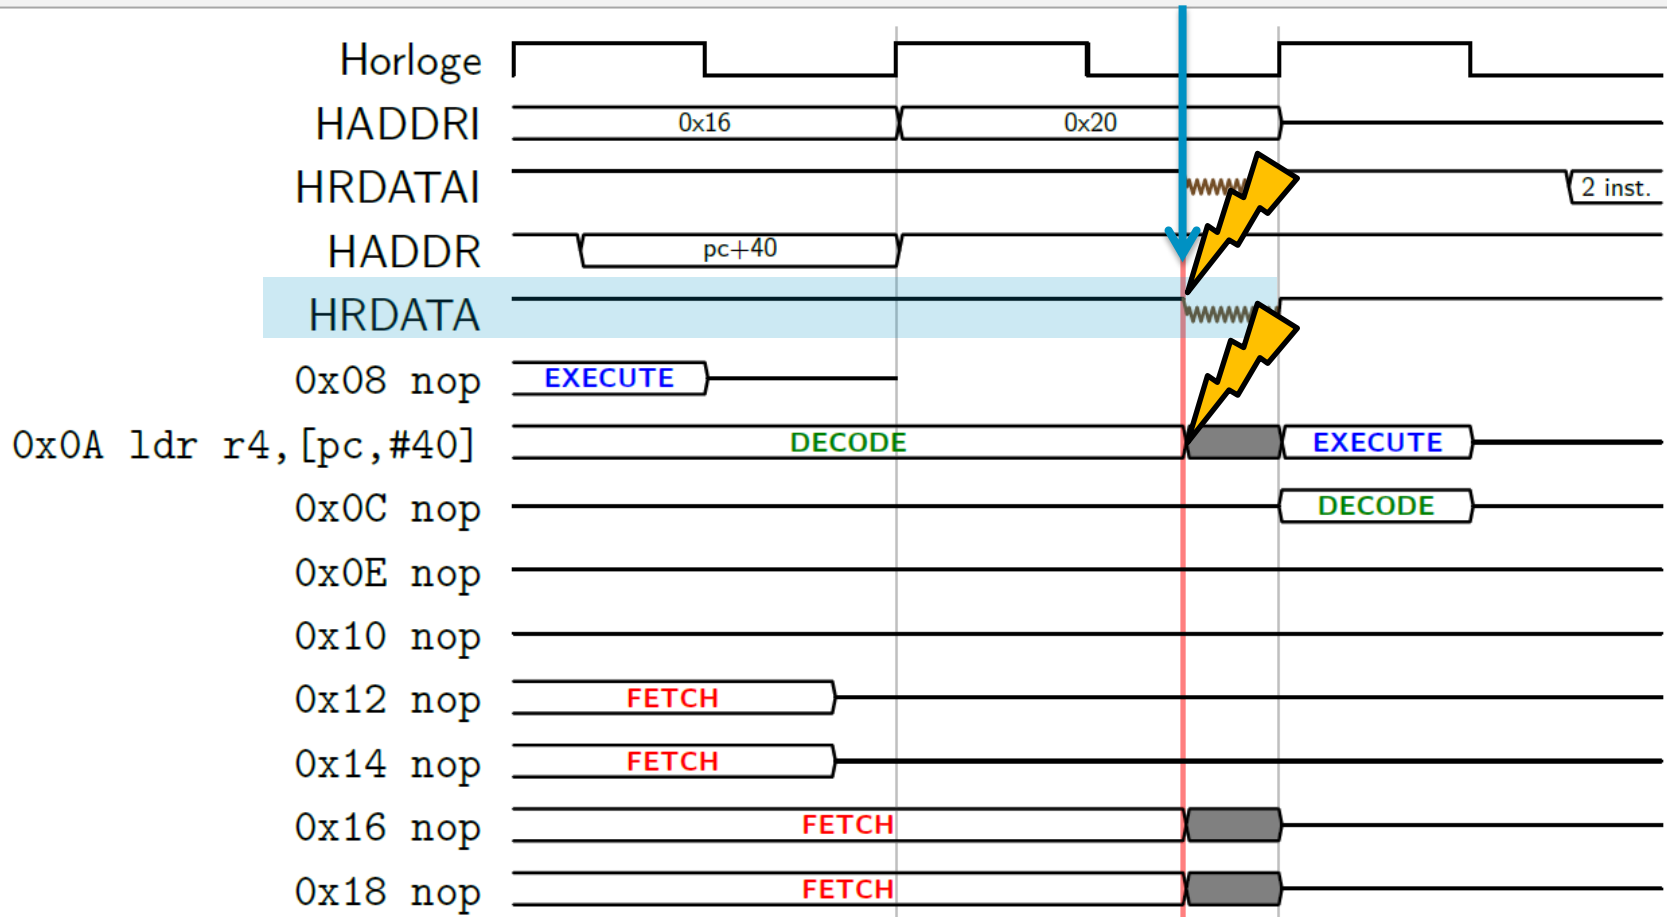 Horloge
HADDRI 0x16 0x20
HRDATAI 2 inst.
HADDR pc+40
HRDATA
0x08 nop EXECUTE
0x0A ldr r4,[pc,#40] DECODE EXECUTE
0x0C nop DECODE
0x0E nop
0x10 nop
0x12 nop FETCH
0x14 nop FETCH
0x16 nop FETCH
0x18 nop FETCH